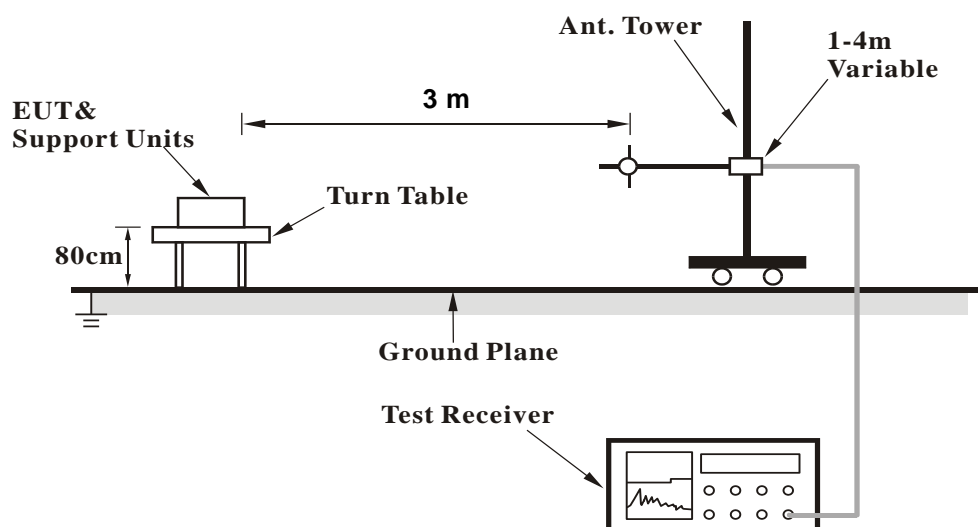 Ant. Tower
1-4m
Variable
3 m
EUT&
Support Units
Turn Table
80cm
Ground Plane
Test Receiver